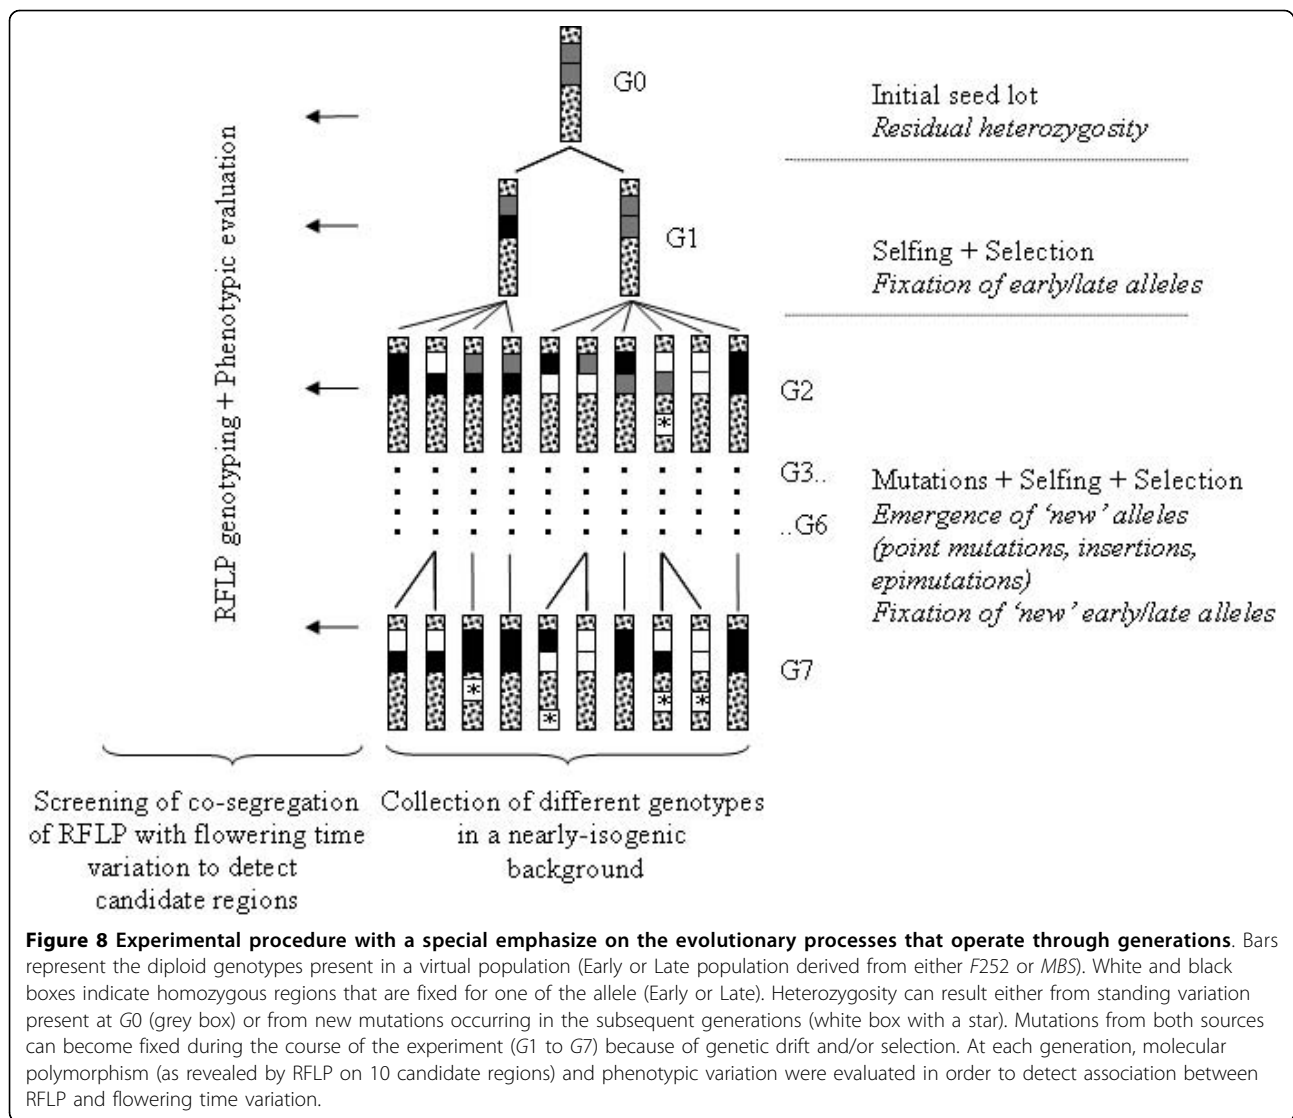 G0
Initial seed lot
Residual heterozygosity
RFLP genotyping + Phenotypic evaluation
G1
Selfing + Selection
Fixation of early/late alleles
G2
*
G3..
..G6
Mutations + Selfing + Selection
Emergence of ‘new’ alleles
(point mutations, insertions,
epimutations)
Fixation of ‘new’ early/late alleles
G7
* * * *
Screening of co-segregation
of RFLP with flowering time
variation to detect
candidate regions
Collection of different genotypes
in a nearly-isogenic
background
Figure 8 Experimental procedure with a special emphasize on the evolutionary processes that operate through generations. Bars
represent the diploid genotypes present in a virtual population (Early or Late population derived from either F252 or MBS). White and black
boxes indicate homozygous regions that are fixed for one of the allele (Early or Late). Heterozygosity can result either from standing variation
present at G0 (grey box) or from new mutations occurring in the subsequent generations (white box with a star). Mutations from both sources
can become fixed during the course of the experiment (G1 to G7) because of genetic drift and/or selection. At each generation, molecular
polymorphism (as revealed by RFLP on 10 candidate regions) and phenotypic variation were evaluated in order to detect association between
RFLP and flowering time variation.